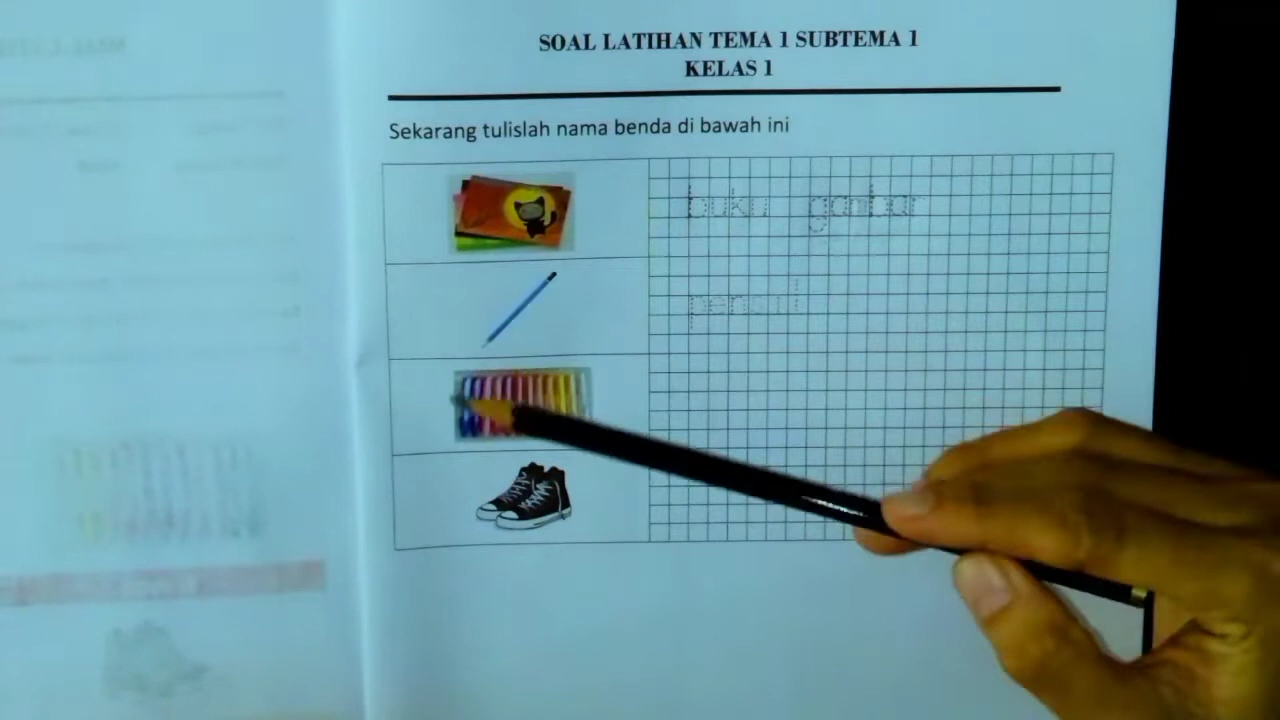 SOAL LATIHAN TEMA 1 SUBTEMA 1
KELAS 1
Sekarang tulislah nama benda di bawah ini
buku gambar
pensil